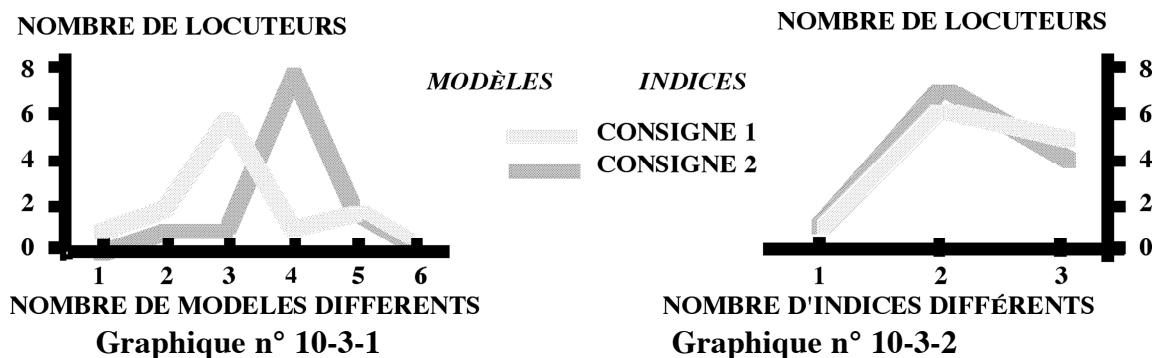 NOMBRE DE LOCUTEURS
8
6
4
2
0
1 2 3 4 5 6
NOMBRE DE MODELES DIFFERENTS
Graphique n° 10-3-1
MODÈLES INDICES
CONSIGNE 1
CONSIGNE 2
NOMBRE DE LOCUTEURS
8
6
4
2
0
1 2 3
NOMBRE D'INDICES DIFFÉRENTS
Graphique n° 10-3-2